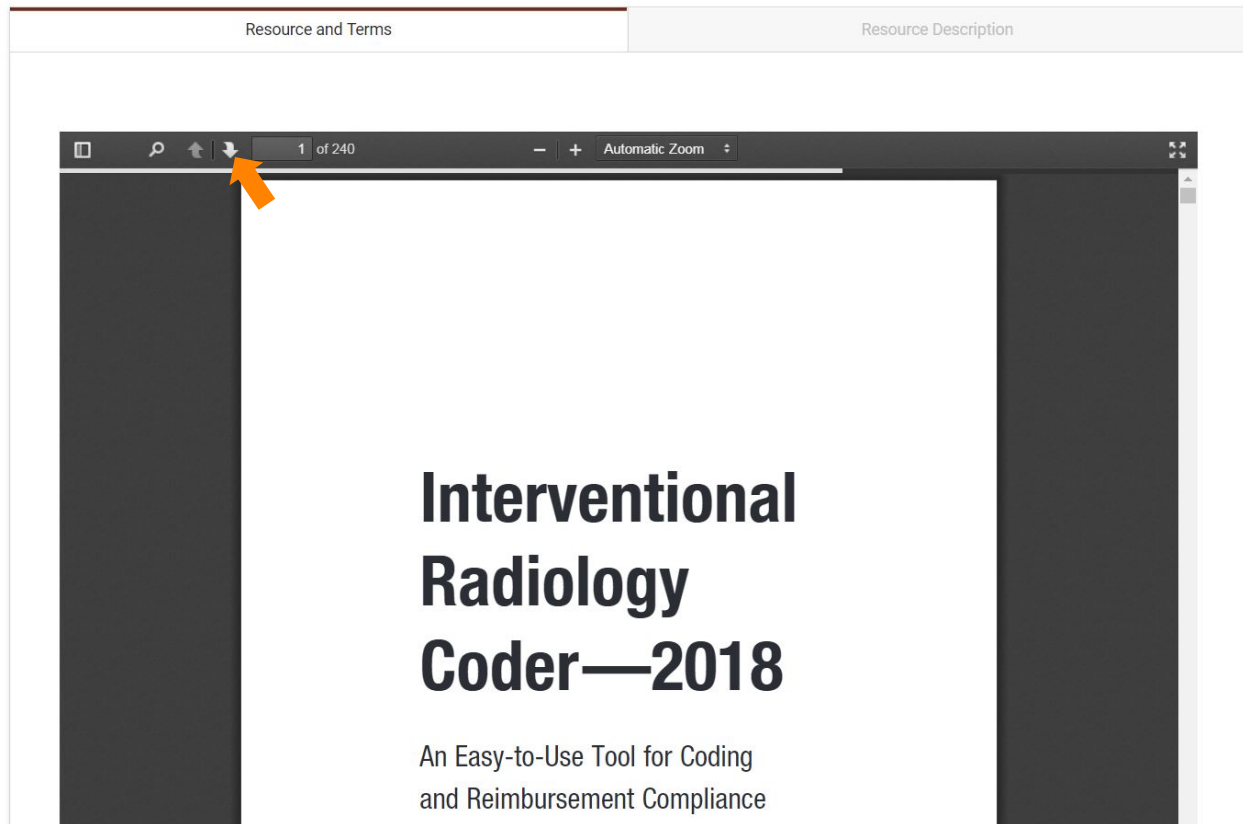 Resource and Terms
Resource Description
1 of 240
Automatic Zoom
Interventional
Radiology
Coder—2018
An Easy-to-Use Tool for Coding
and Reimbursement Compliance